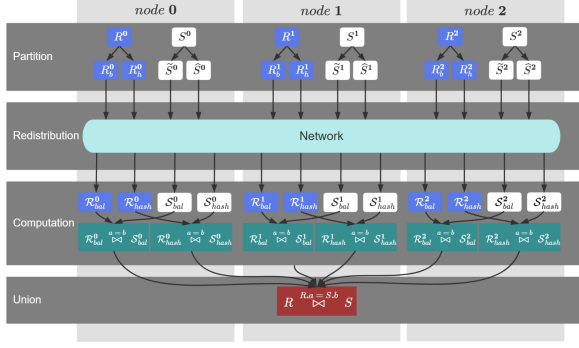 node 0 node 1 node 2
Partition
R^0 S^0 R^1 S^1 R^2 S^2
R_b^0 R_h^0 S̃^0 Ŝ^0 R_b^1 R_h^1 S̃^1 Ŝ^1 R_b^2 R_h^2 S̃^2 Ŝ^2
Redistribution
Network
Computation
ℛ_bal^0 ℛ_hash^0 𝒮_bal^0 𝒮_hash^0 ℛ_bal^1 ℛ_hash^1 𝒮_bal^1 𝒮_hash^1 ℛ_bal^2 ℛ_hash^2 𝒮_bal^2 𝒮_hash^2
ℛ_bal^0 ⋈^{a=b} 𝒮_bal^0 ℛ_hash^0 ⋈^{a=b} 𝒮_hash^0 ℛ_bal^1 ⋈^{a=b} 𝒮_bal^1 ℛ_hash^1 ⋈^{a=b} 𝒮_hash^1 ℛ_bal^2 ⋈^{a=b} 𝒮_bal^2 ℛ_hash^2 ⋈^{a=b} 𝒮_hash^2
Union
R ⋈^{R.a=S.b} S